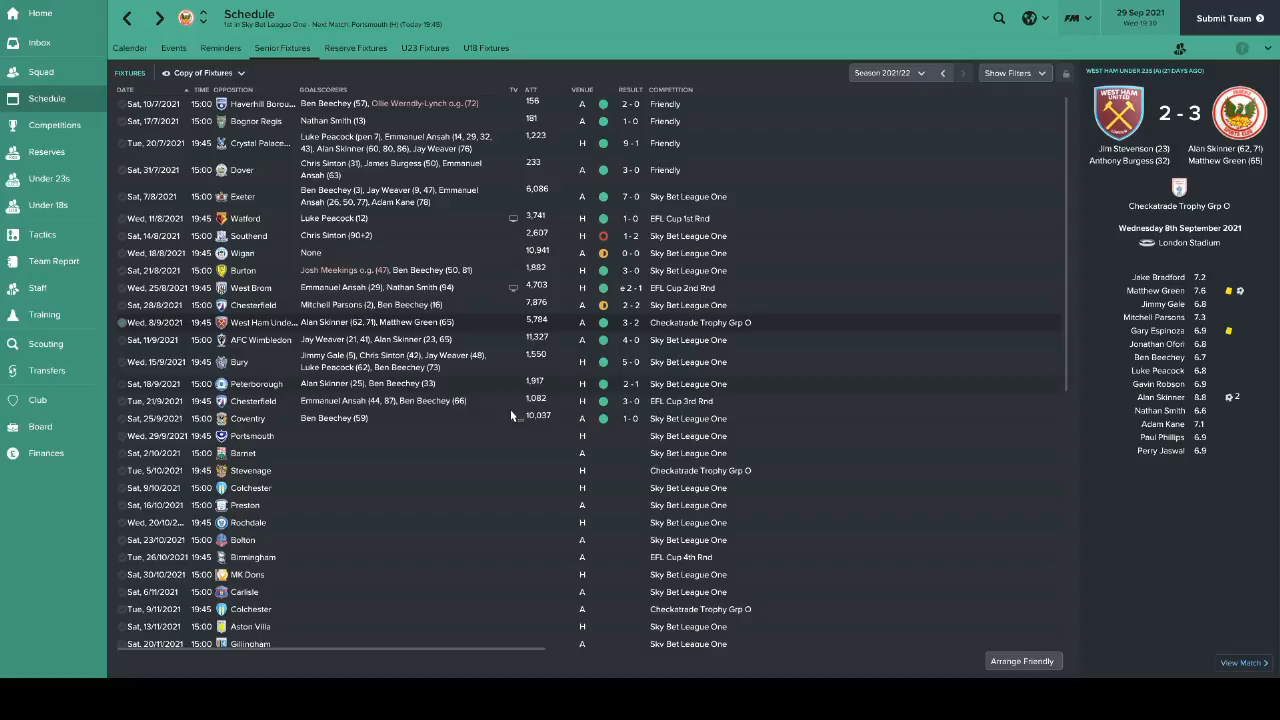 Home
Schedule
1st in Sky Bet League One - Next Match: Portsmouth (H) (Today 19:45)
FM
29 Sep 2021
Wed 19:30
Submit Team
Inbox
Calendar Events Reminders Senior Fixtures Reserve Fixtures U23 Fixtures U18 Fixtures
Squad
Schedule
Competitions
Reserves
Under 23s
Under 18s
Tactics
Team Report
Staff
Training
Scouting
Transfers
Club
Board
Finances
FIXTURES Copy of Fixtures Season 2021/22 Show Filters
DATE TIME OPPOSITION GOALSCORERS TV ATT VENUE RESULT COMPETITION
Sat, 10/7/2021 15:00 Haverhill Borou... Ben Beechey (57), Ollie Werndly-Lynch o.g. (72) 156 A 2 - 0 Friendly
Sat, 17/7/2021 15:00 Bognor Regis Nathan Smith (13) 181 A 1 - 0 Friendly
Tue, 20/7/2021 19:45 Crystal Palace... Luke Peacock (pen 7), Emmanuel Ansah (14, 29, 32, 1,223 H 9 - 1 Friendly
43), Alan Skinner (60, 80, 86), Jay Weaver (76)
Sat, 31/7/2021 15:00 Dover Chris Sinton (31), James Burgess (50), Emmanuel 233 A 3 - 0 Friendly
Ansah (63)
Sat, 7/8/2021 15:00 Exeter Ben Beechey (3), Jay Weaver (9, 47), Emmanuel 6,086 A 7 - 0 Sky Bet League One
Ansah (26, 50, 77), Adam Kane (78)
Wed, 11/8/2021 19:45 Watford Luke Peacock (12) 3,741 H 1 - 0 EFL Cup 1st Rnd
Sat, 14/8/2021 15:00 Southend Chris Sinton (90+2) 2,607 H 1 - 2 Sky Bet League One
Wed, 18/8/2021 19:45 Wigan None 10,941 A 0 - 0 Sky Bet League One
Sat, 21/8/2021 15:00 Burton Josh Meekings o.g. (47), Ben Beechey (50, 81) 1,882 H 3 - 0 Sky Bet League One
Wed, 25/8/2021 19:45 West Brom Emmanuel Ansah (29), Nathan Smith (94) 4,703 H e 2 - 1 EFL Cup 2nd Rnd
Sat, 28/8/2021 15:00 Chesterfield Mitchell Parsons (2), Ben Beechey (16) 7,876 A 2 - 2 Sky Bet League One
Wed, 8/9/2021 19:45 West Ham Unde... Alan Skinner (62, 71), Matthew Green (65) 5,784 A 3 - 2 Checkatrade Trophy Grp O
Sat, 11/9/2021 15:00 AFC Wimbledon Jay Weaver (21, 41), Alan Skinner (23, 65) 11,327 A 4 - 0 Sky Bet League One
Wed, 15/9/2021 19:45 Bury Jimmy Gale (5), Chris Sinton (42), Jay Weaver (48), 1,550 H 5 - 0 Sky Bet League One
Luke Peacock (62), Ben Beechey (73)
Sat, 18/9/2021 15:00 Peterborough Alan Skinner (25), Ben Beechey (33) 1,917 H 2 - 1 Sky Bet League One
Tue, 21/9/2021 19:45 Chesterfield Emmanuel Ansah (44, 87), Ben Beechey (66) 1,082 H 3 - 0 EFL Cup 3rd Rnd
Sat, 25/9/2021 15:00 Coventry Ben Beechey (59) 10,037 A 1 - 0 Sky Bet League One
Wed, 29/9/2021 19:45 Portsmouth H Sky Bet League One
Sat, 2/10/2021 15:00 Barnet A Sky Bet League One
Tue, 5/10/2021 19:45 Stevenage H Checkatrade Trophy Grp O
Sat, 9/10/2021 15:00 Colchester H Sky Bet League One
Sat, 16/10/2021 15:00 Preston A Sky Bet League One
Wed, 20/10/2... 19:45 Rochdale H Sky Bet League One
Sat, 23/10/2021 15:00 Bolton A Sky Bet League One
Tue, 26/10/2021 19:45 Birmingham A EFL Cup 4th Rnd
Sat, 30/10/2021 15:00 MK Dons H Sky Bet League One
Sat, 6/11/2021 15:00 Carlisle A Sky Bet League One
Tue, 9/11/2021 19:45 Colchester A Checkatrade Trophy Grp O
Sat, 13/11/2021 15:00 Aston Villa H Sky Bet League One
Sat, 20/11/2021 15:00 Gillingham A Sky Bet League One
Arrange Friendly
WEST HAM UNDER 23S (A) (21 DAYS AGO)
WEST HAM UNITED
2 - 3
Jim Stevenson (23) Alan Skinner (62, 71)
Anthony Burgess (32) Matthew Green (65)
Checkatrade Trophy Grp O
Wednesday 8th September 2021
London Stadium
Jake Bradford 7.2
Matthew Green 7.6
Jimmy Gale 6.8
Mitchell Parsons 7.3
Gary Espinoza 6.9
Jonathan Ofori 6.8
Ben Beechey 6.7
Luke Peacock 6.8
Gavin Robson 6.9
Alan Skinner 8.8 2
Nathan Smith 6.6
Adam Kane 7.1
Paul Phillips 6.9
Perry Jaswal 6.9
View Match